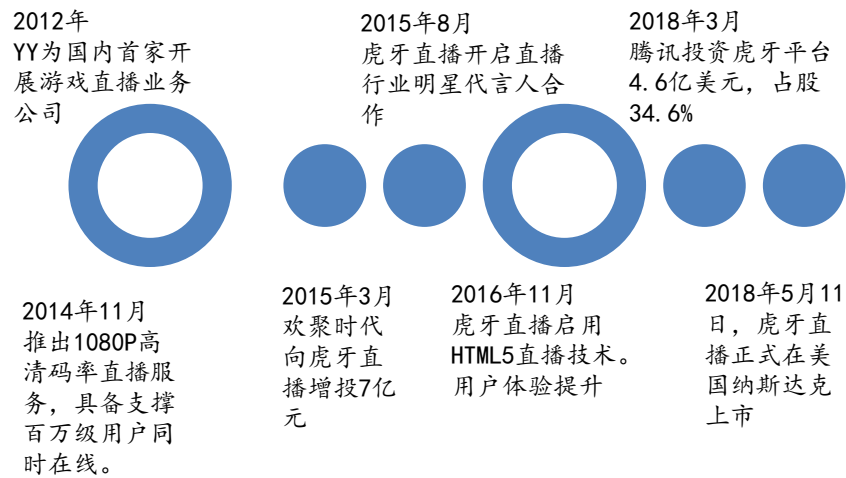 2012年
YY为国内首家开
展游戏直播业务
公司
2015年8月
虎牙直播开启直播
行业明星代言人合
作
2018年3月
腾讯投资虎牙平台
4.6亿美元，占股
34.6%
2014年11月
推出1080P高
清码率直播服
务，具备支撑
百万级用户同
时在线。
2015年3月
欢聚时代
向虎牙直
播增投7亿
元
2016年11月
虎牙直播启用
HTML5直播技术。
用户体验提升
2018年5月11
日，虎牙直
播正式在美
国纳斯达克
上市